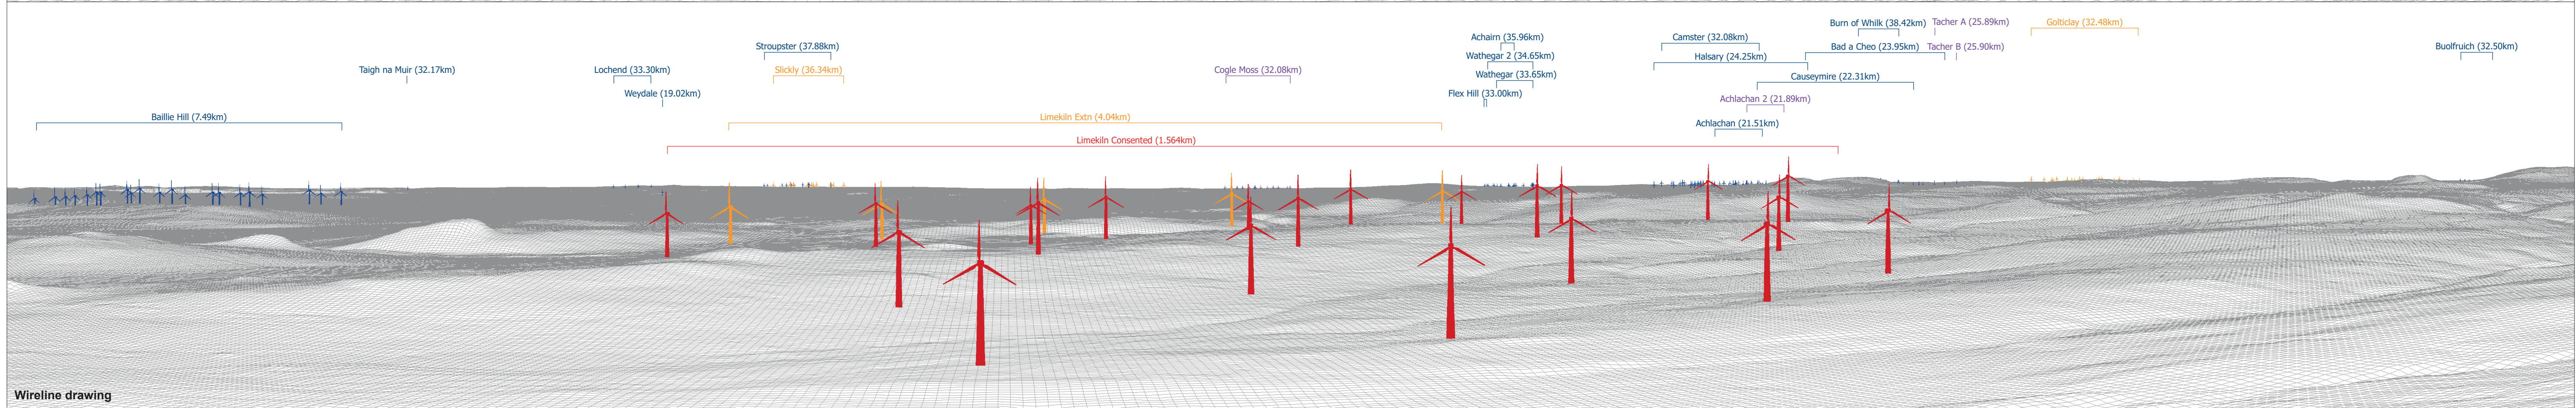 Burn of Whilk (38.42km)
Tacher A (25.89km)
Golticlay (32.48km)
Achairn (35.96km)
Camster (32.08km)
Stroupster (37.88km)
Bad a Cheo (23.95km)
Tacher B (25.90km)
Buolfruich (32.50km)
Wathegar 2 (34.65km)
Halsary (24.25km)
Taigh na Muir (32.17km)
Lochend (33.30km)
Slickly (36.34km)
Cogle Moss (32.08km)
Wathegar (33.65km)
Causeymire (22.31km)
Weydale (19.02km)
Flex Hill (33.00km)
Achlachan 2 (21.89km)
Baillie Hill (7.49km)
Limekiln Extn (4.04km)
Achlachan (21.51km)
Limekiln Consented (1.564km)
Wireline drawing